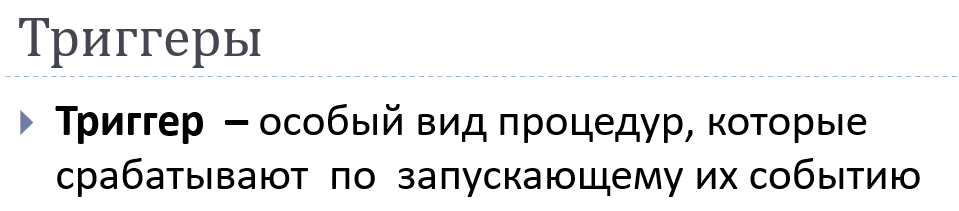 Триггеры
Триггер – особый вид процедур, которые
срабатывают по запускающему их событию